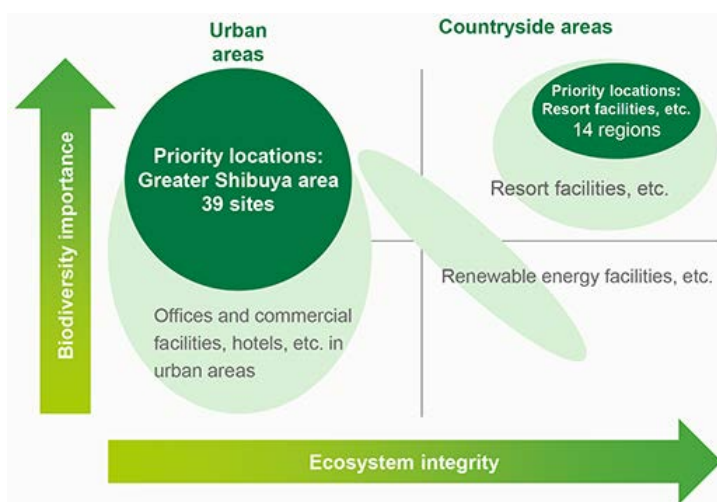 Urban
areas
Countryside areas
Biodiversity importance
Priority locations:
Greater Shibuya area
39 sites
Offices and commercial
facilities, hotels, etc. in
urban areas
Priority locations:
Resort facilities, etc.
14 regions
Resort facilities, etc.
Renewable energy facilities, etc.
Ecosystem integrity